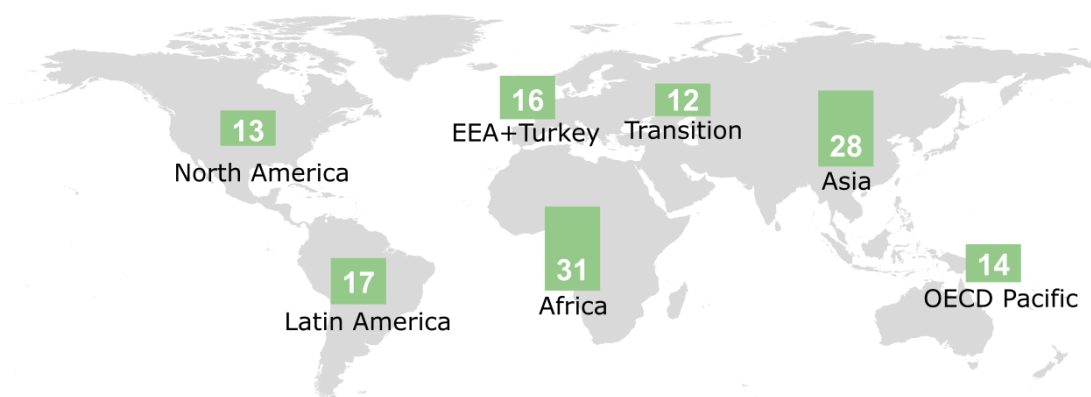 13
North America
16
EEA+Turkey
12
Transition
28
Asia
17
Latin America
31
Africa
14
OECD Pacific